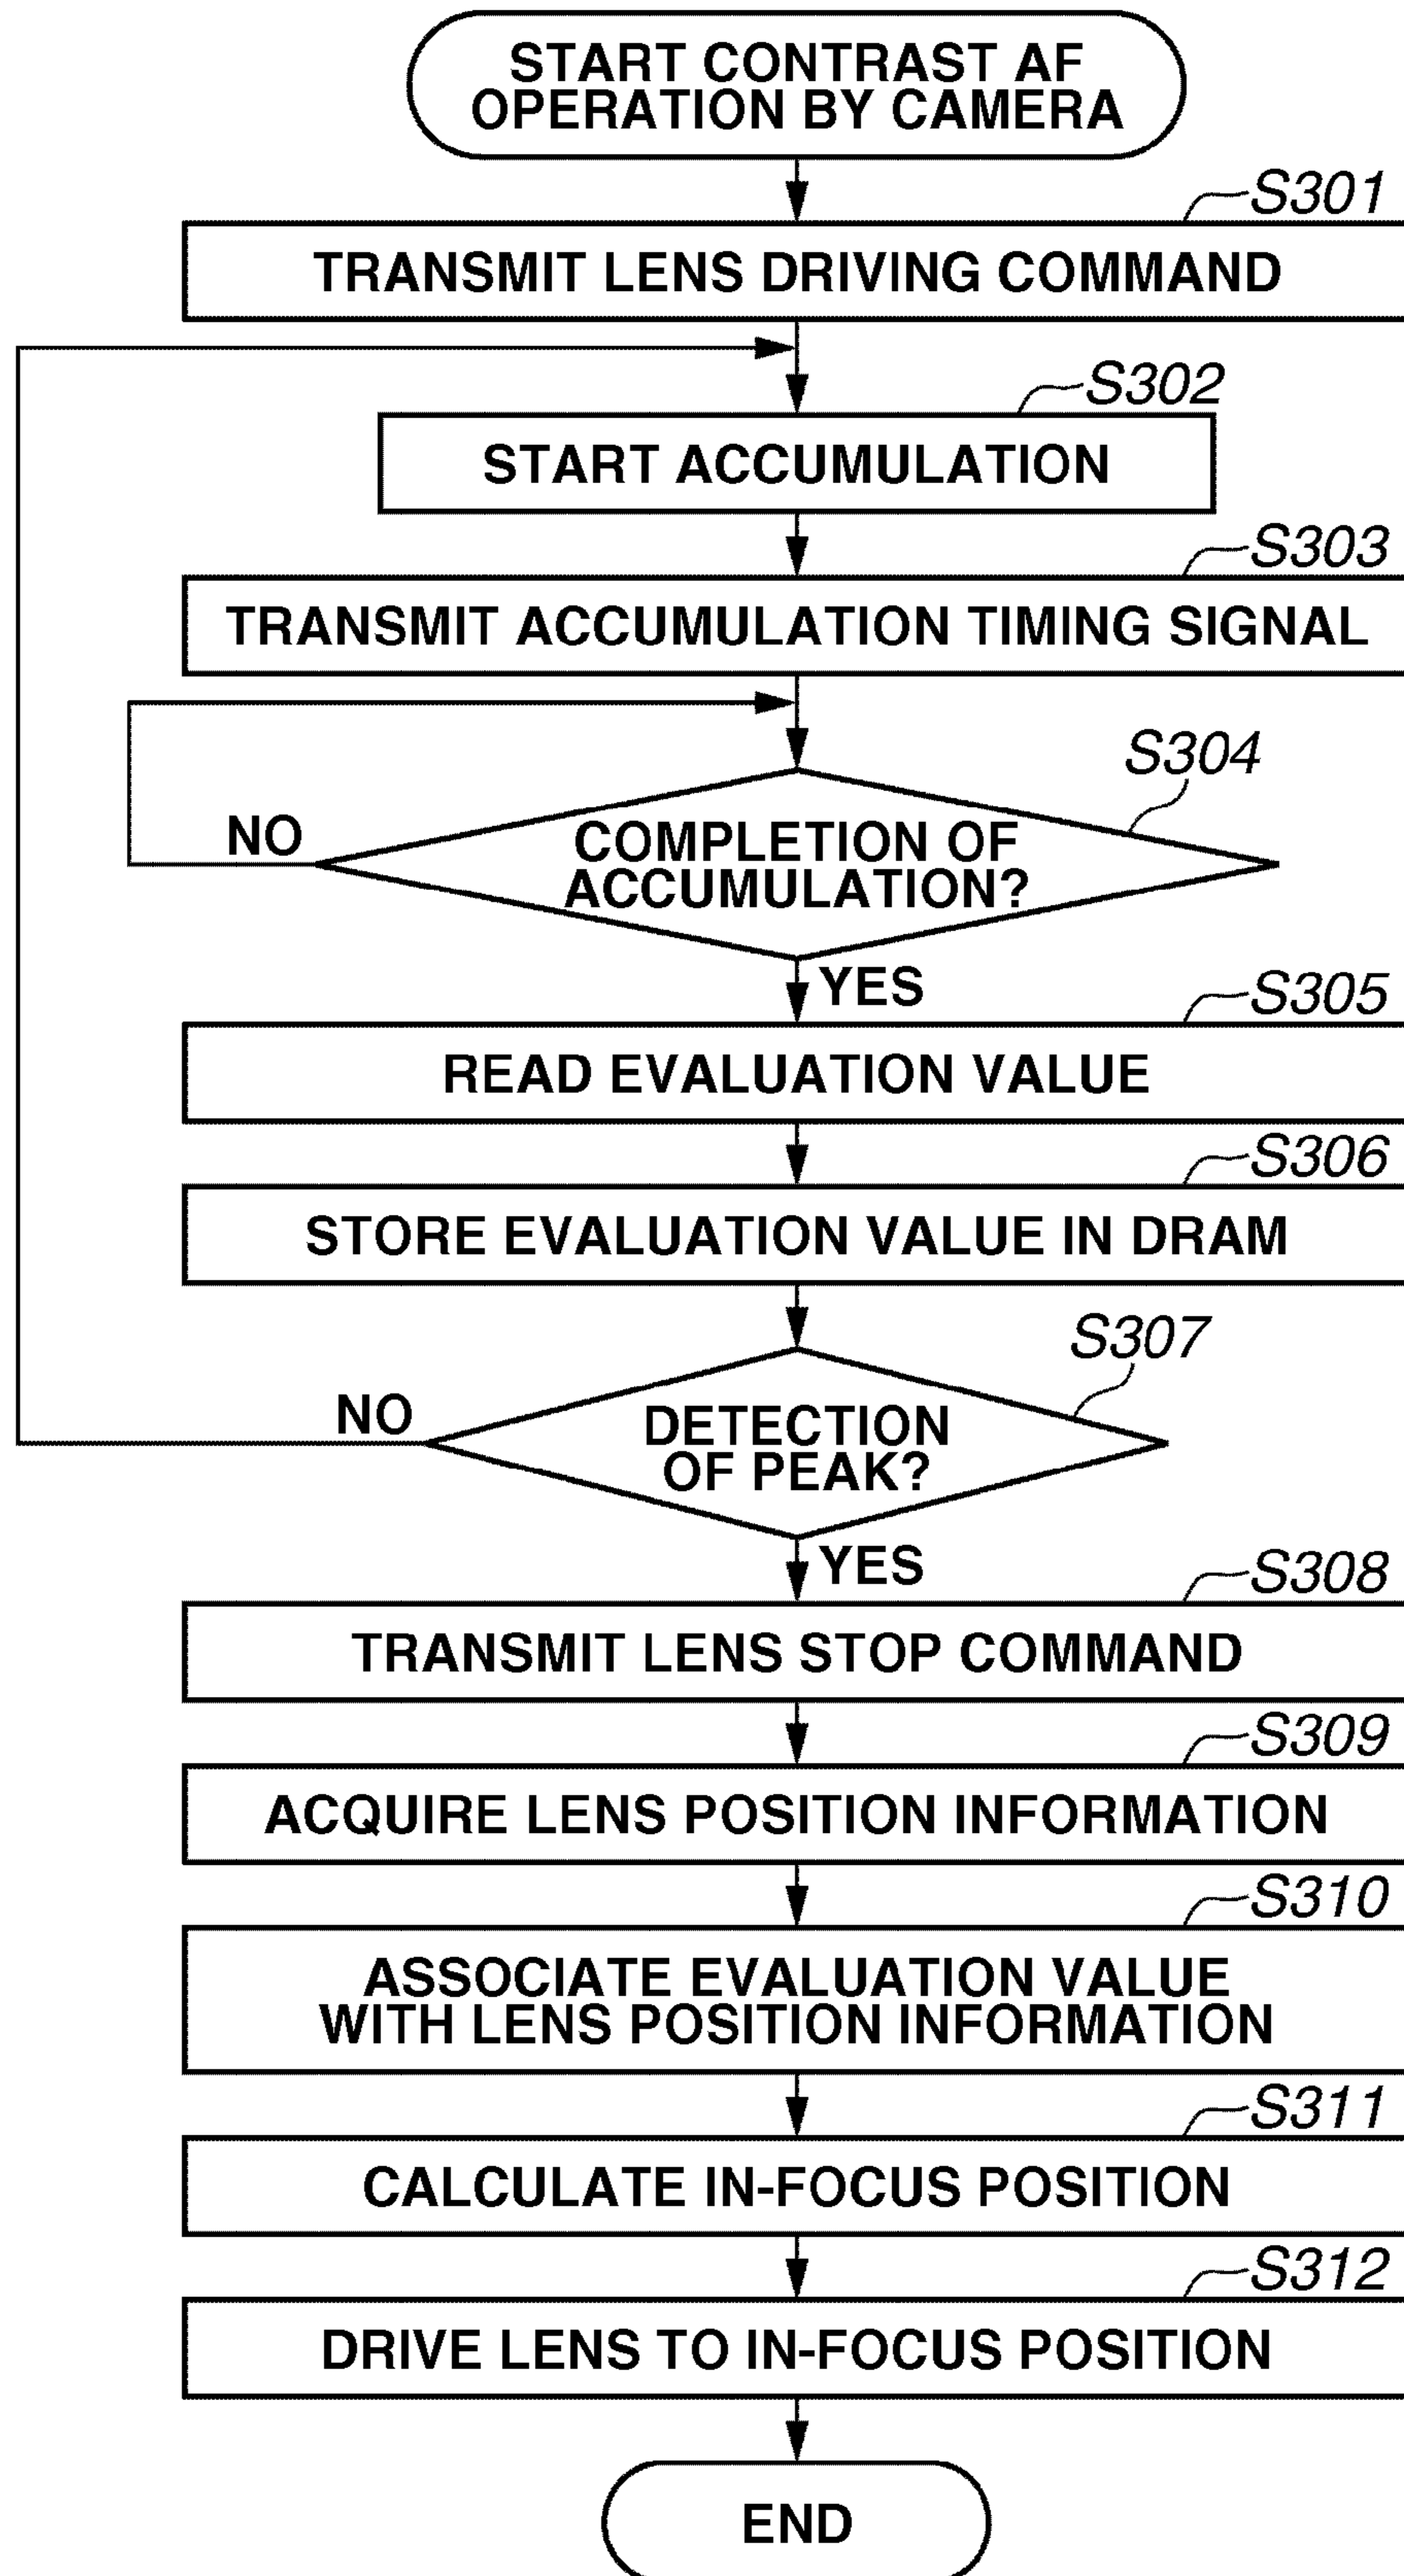 START CONTRAST AF
OPERATION BY CAMERA
S301
TRANSMIT LENS DRIVING COMMAND
S302
START ACCUMULATION
S303
TRANSMIT ACCUMULATION TIMING SIGNAL
S304
NO
COMPLETION OF
ACCUMULATION?
YES
S305
READ EVALUATION VALUE
S306
STORE EVALUATION VALUE IN DRAM
S307
NO
DETECTION
OF PEAK?
YES
S308
TRANSMIT LENS STOP COMMAND
S309
ACQUIRE LENS POSITION INFORMATION
S310
ASSOCIATE EVALUATION VALUE
WITH LENS POSITION INFORMATION
S311
CALCULATE IN-FOCUS POSITION
S312
DRIVE LENS TO IN-FOCUS POSITION
END